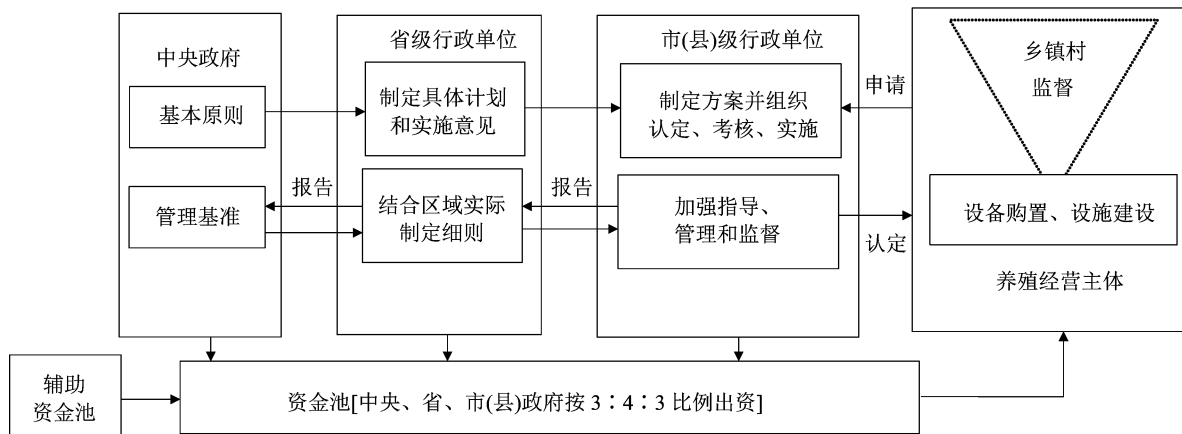 中央政府
基本原则
管理基准
报告
省级行政单位
制定具体计划
和实施意见
结合区域实际
制定细则
报告
市(县)级行政单位
制定方案并组织
认定、考核、实施
加强指导、
管理和监督
申请
认定
乡镇村
监督
设备购置、设施建设
养殖经营主体
辅助
资金池
资金池[中央、省、市(县)政府按3∶4∶3比例出资]